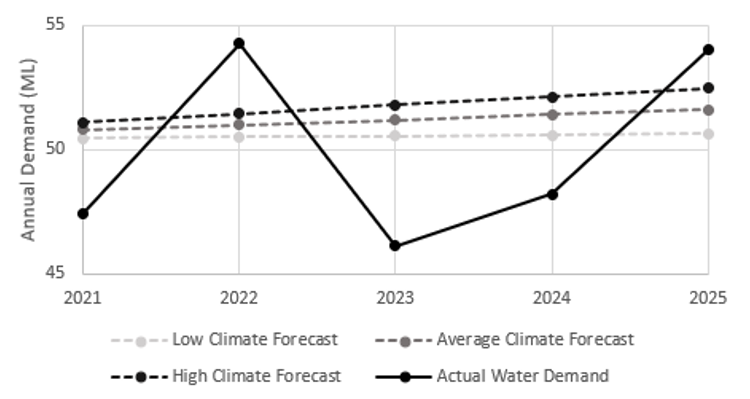 55
50
45
Annual Demand (ML)
2021 2022 2023 2024 2025
Low Climate Forecast Average Climate Forecast
High Climate Forecast Actual Water Demand